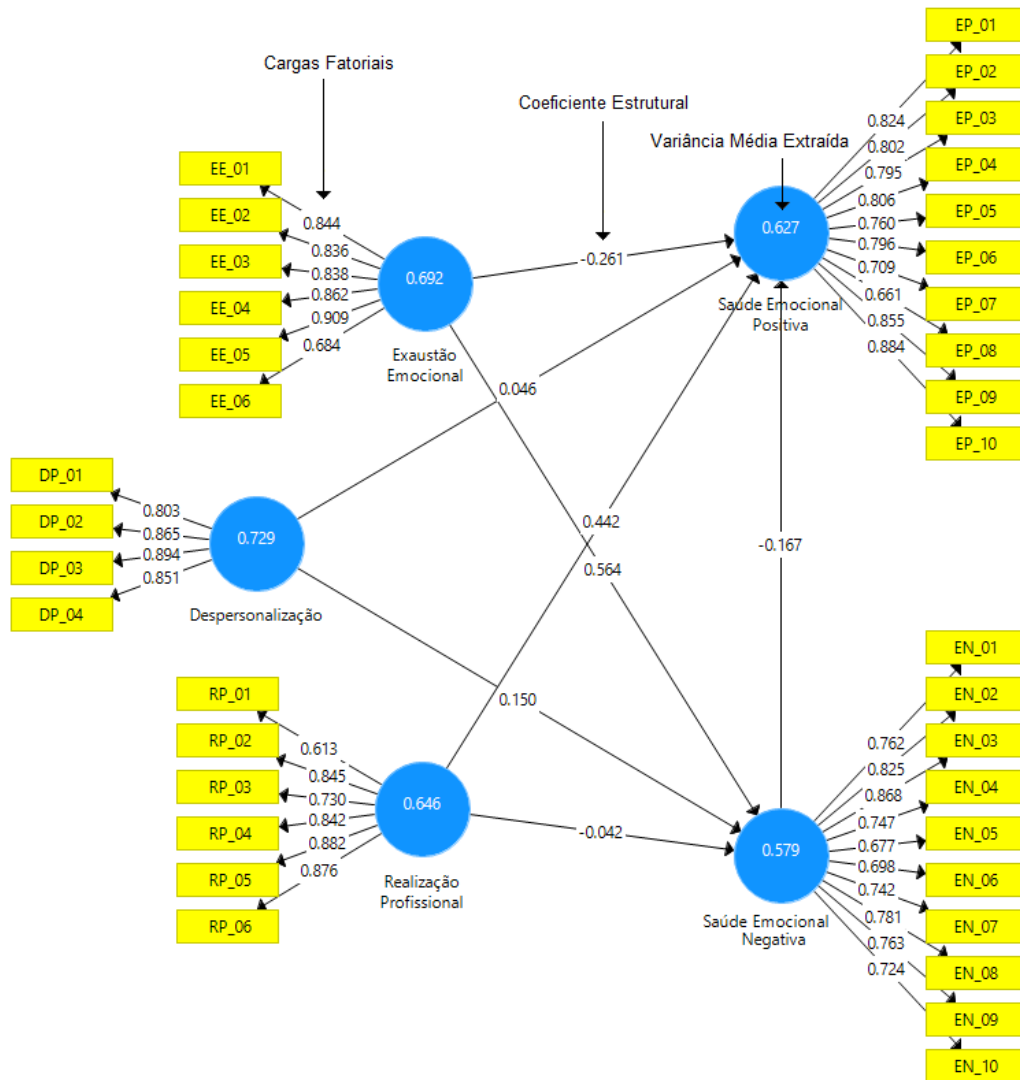 Cargas Fatoriais
Coeficiente Estrutural
Variância Média Extraída
EE_01
EE_02
EE_03
EE_04
EE_05
EE_06
0.844
0.836
0.838
0.862
0.909
0.684
0.692
Exaustão
Emocional
-0.261
0.046
0.442
0.564
-0.167
0.150
-0.042
0.627
Saúde Emocional
Positiva
0.824
0.802
0.795
0.806
0.760
0.796
0.709
0.661
0.855
0.884
EP_01
EP_02
EP_03
EP_04
EP_05
EP_06
EP_07
EP_08
EP_09
EP_10
DP_01
DP_02
DP_03
DP_04
0.803
0.865
0.894
0.851
0.729
Despersonalização
RP_01
RP_02
RP_03
RP_04
RP_05
RP_06
0.613
0.845
0.730
0.842
0.882
0.876
0.646
Realização
Profissional
0.579
Saúde Emocional
Negativa
0.762
0.825
0.868
0.747
0.677
0.698
0.742
0.781
0.763
0.724
EN_01
EN_02
EN_03
EN_04
EN_05
EN_06
EN_07
EN_08
EN_09
EN_10